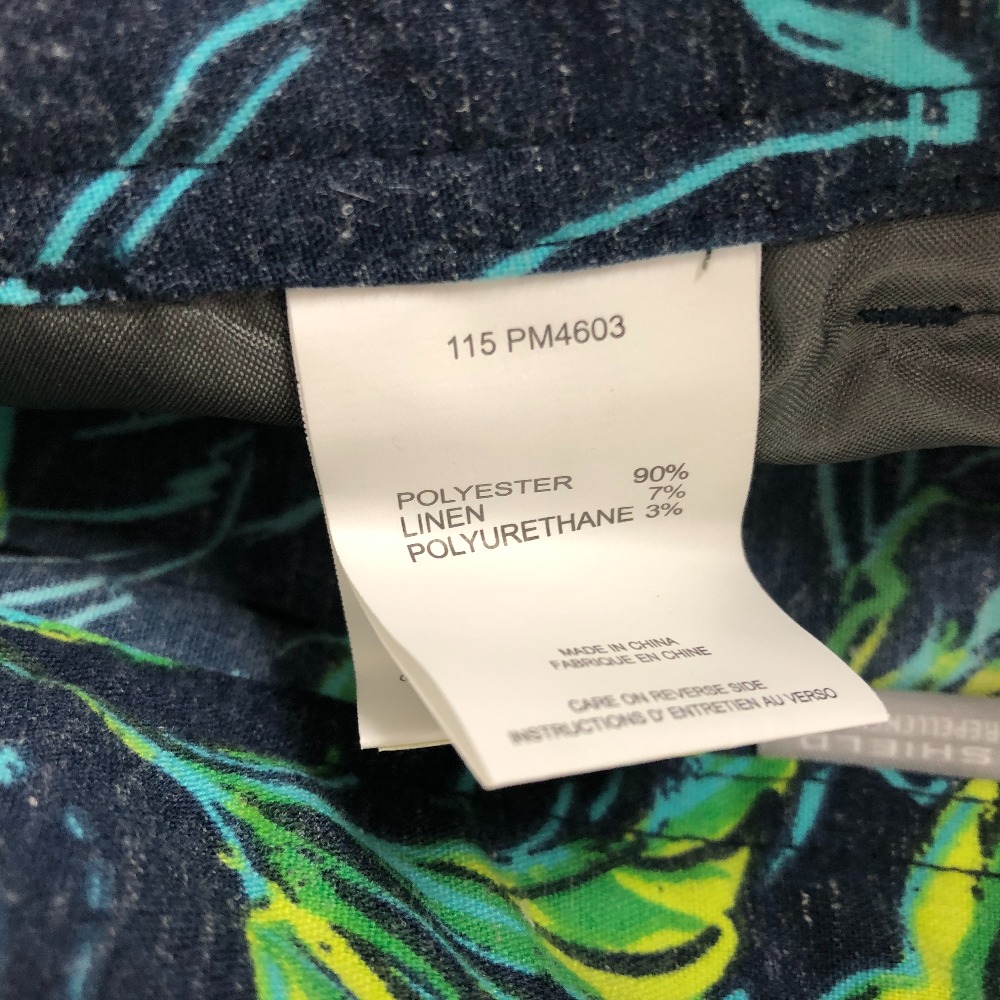 115 PM4603
POLYESTER 90%
LINEN 7%
POLYURETHANE 3%
MADE IN CHINA
FABRIQUE EN CHINE
CARE ON REVERSE SIDE
INSTRUCTIONS D' ENTRETIEN AU VERSO
SHIELD